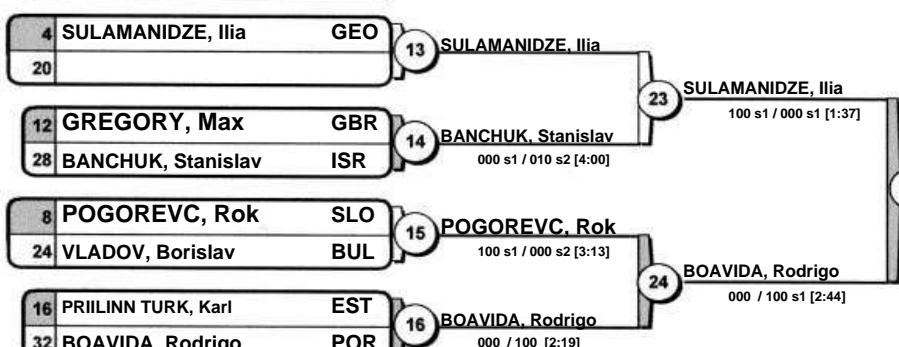 4 SULAMANIDZE, Ilia GEO
20
13 SULAMANIDZE, Ilia
12 GREGORY, Max GBR
28 BANCHUK, Stanislav ISR
14 BANCHUK, Stanislav
000 s1 / 010 s2 [4:00]
23 SULAMANIDZE, Ilia
100 s1 / 000 s1 [1:37]
8 POGOREVC, Rok SLO
24 VLADOV, Borislav BUL
15 POGOREVC, Rok
100 s1 / 000 s2 [3:13]
16 PRIILINN TURK, Karl EST
32 BOAVIDA, Rodrigo POR
16 BOAVIDA, Rodrigo
000 / 100 [2:19]
24 BOAVIDA, Rodrigo
000 / 100 s1 [2:44]